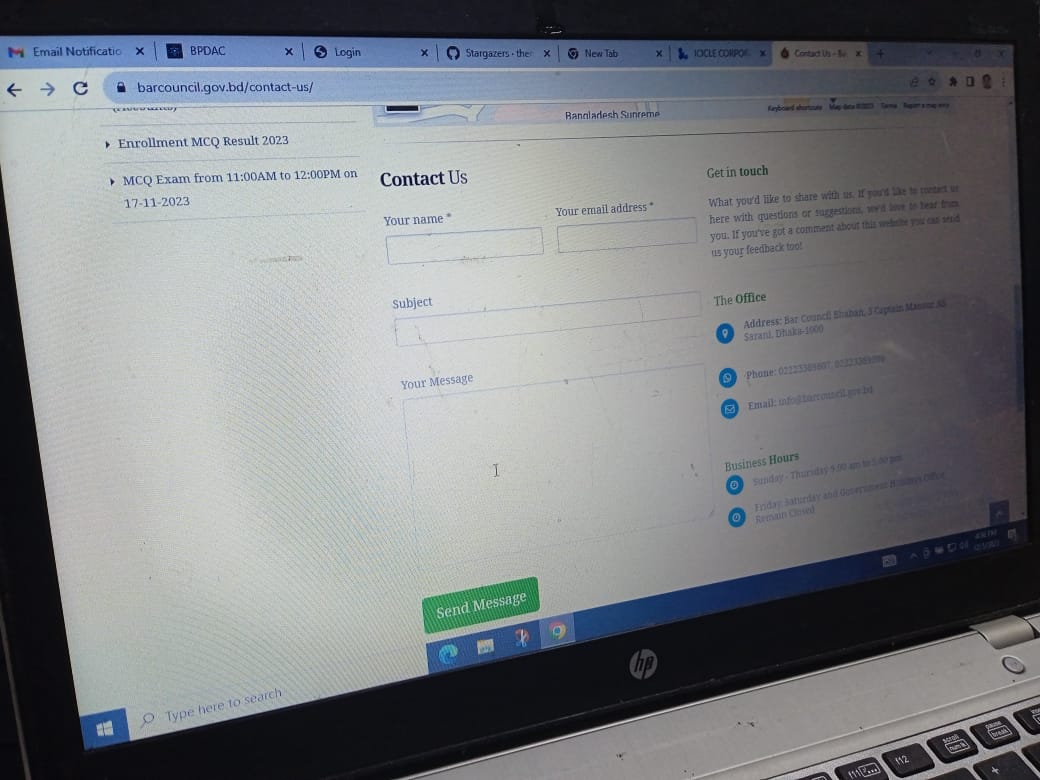 Email Notificatio
BPDAC
Login
Stargazers · ther
New Tab
Contact Us –
barcouncil.gov.bd/contact-us/
Bangladesh Supreme
Keyboard shortcuts
Map data ©2023
Terms
Report a map error
Enrollment MCQ Result 2023
MCQ Exam from 11:00AM to 12:00PM on
17-11-2023
Contact Us
Your name *
Your email address *
Subject
Your Message
Send Message
Get in touch
What you'd like to share with us. If you'd like to contact us
here with questions or suggestions, we'd love to hear from
you. If you've got a comment about this website you can send
us your feedback too!
The Office
Address: Bar Council Bhaban, 3 Captain Mansur Ali
Sarani, Dhaka-1000
Phone:
Email: info@barcouncil.gov.bd
Business Hours
Sunday - Thursday 9.00 am to 5.00 pm
Friday, Saturday and Government Holidays Office
Remain Closed
Type here to search
hp
f11
f12
scroll
num lk
pause
break